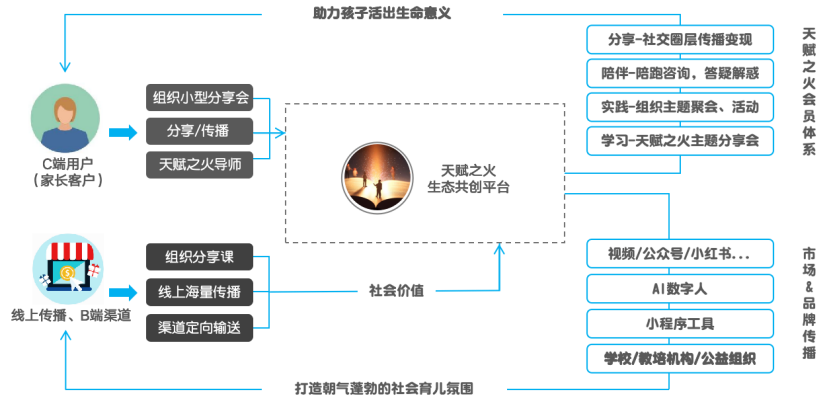 助力孩子活出生命意义
分享-社交圈层传播变现
陪伴-陪跑咨询，答疑解惑
实践-组织主题聚会、活动
学习-天赋之火主题分享会
天赋之火会员体系
组织小型分享会
分享/传播
天赋之火导师
C端用户
（家长客户）
天赋之火
生态共创平台
组织分享课
线上海量传播
渠道定向输送
线上传播、B端渠道
社会价值
视频/公众号/小红书...
AI数字人
小程序工具
学校/教培机构/公益组织
市场&品牌传播
打造朝气蓬勃的社会育儿氛围